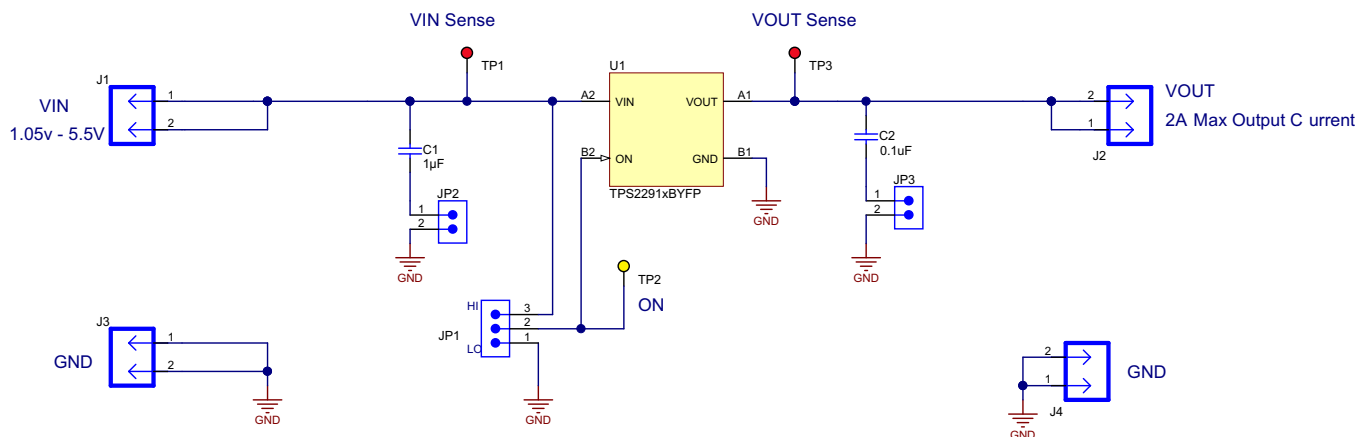 VIN Sense
VOUT Sense
TP1
U1
TP3
J1
VIN
1.05v - 5.5V
1
2
A2
VIN
VOUT
A1
2
1
J2
VOUT
2A Max Output C urrent
C1
1µF
B2
ON
GND
B1
TPS2291xBYFP
GND
C2
0.1uF
JP2
1
2
GND
JP3
1
2
GND
TP2
ON
HI
JP1
LO
3
2
1
GND
J3
GND
1
2
GND
2
1
J4
GND
GND